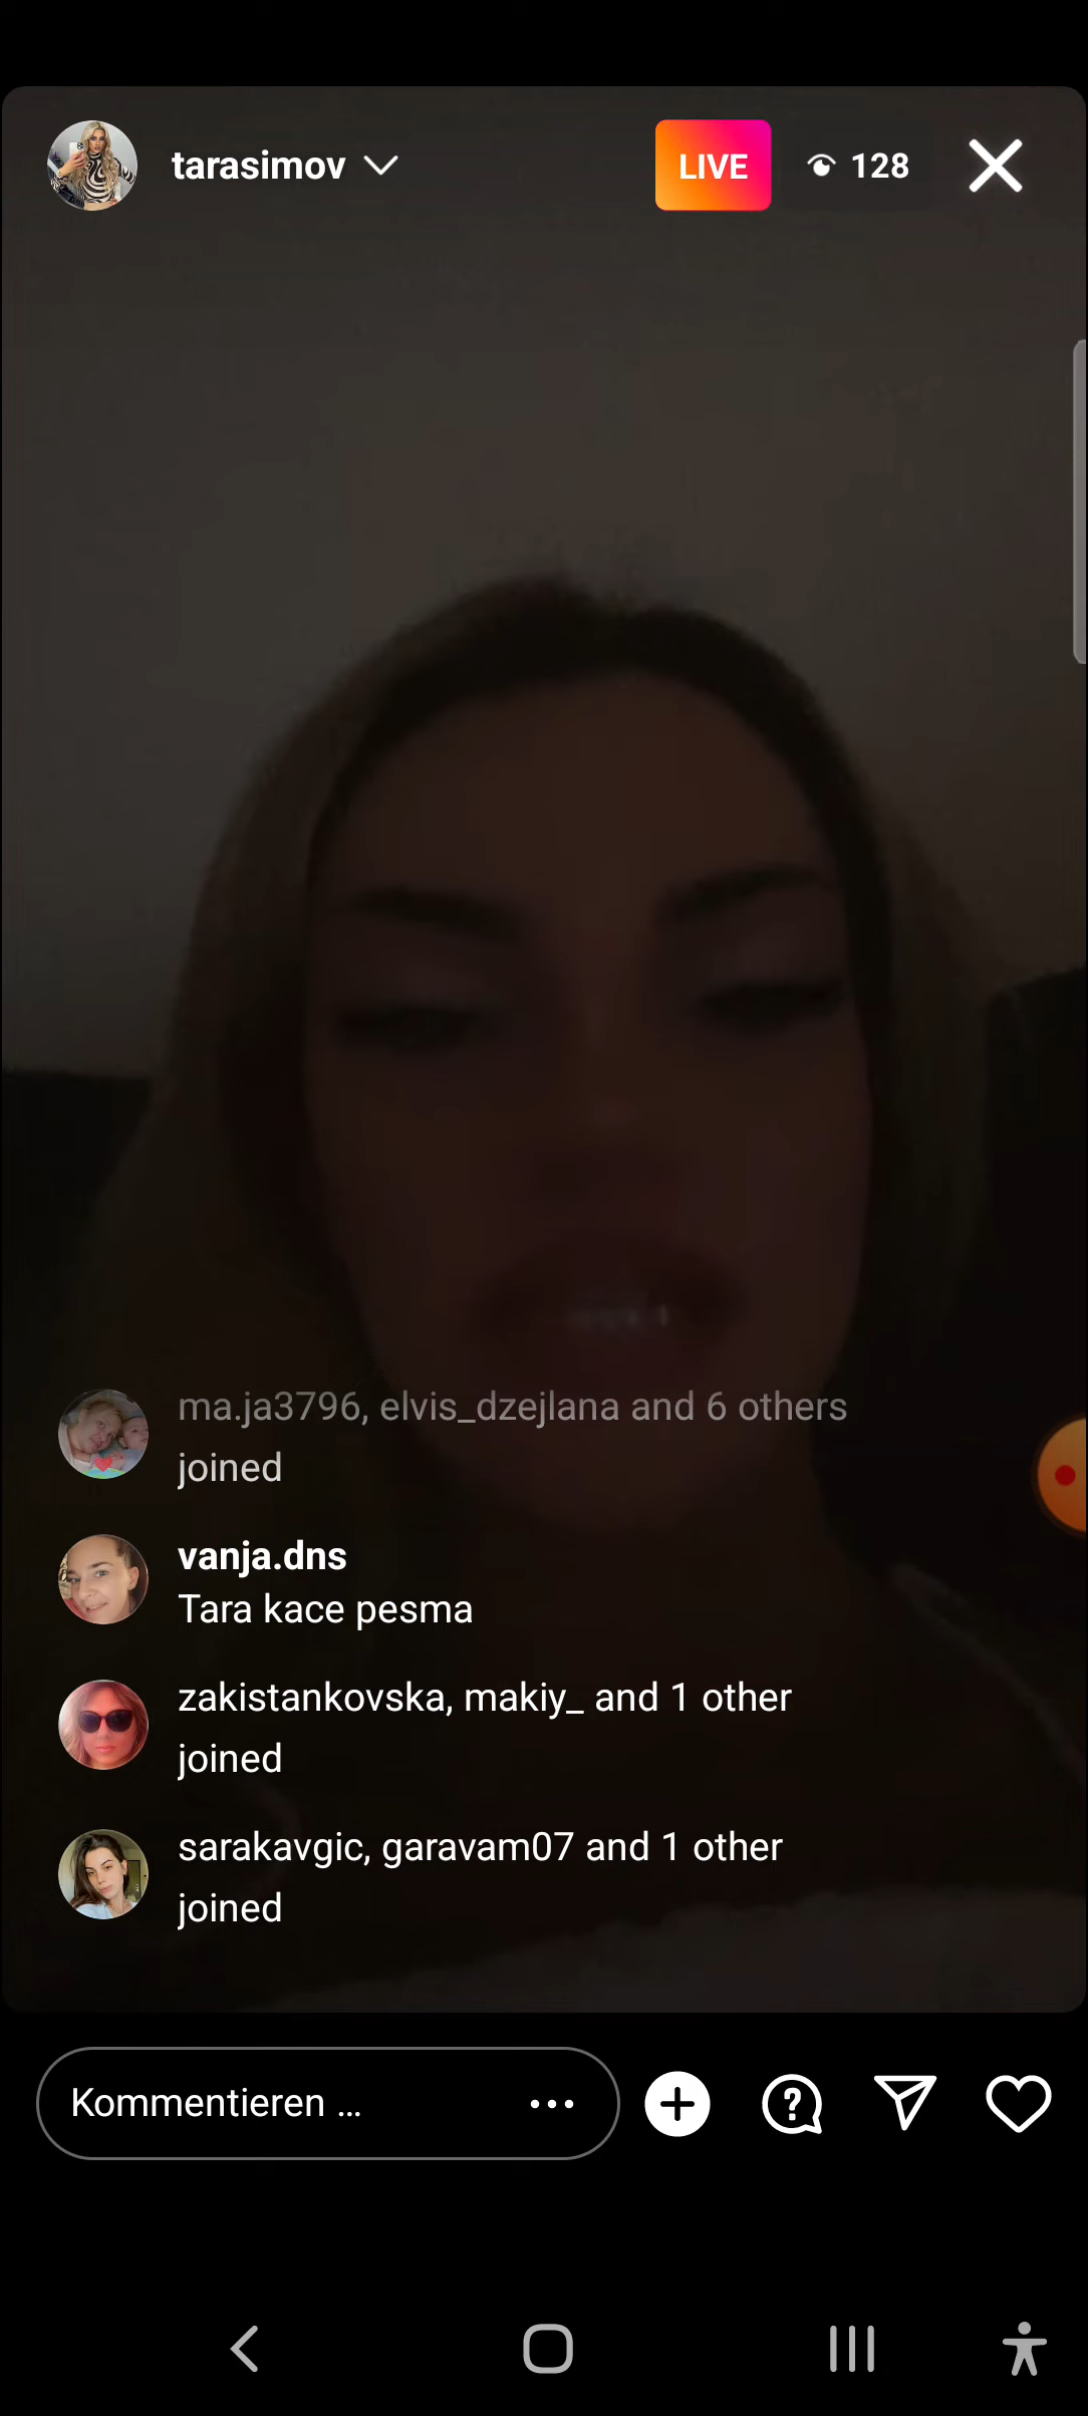 tarasimov
LIVE
128
ma.ja3796, elvis_dzejlana and 6 others
joined
vanja.dns
Tara kace pesma
zakistankovska, makiy_ and 1 other
joined
sarakavgic, garavam07 and 1 other
joined
Kommentieren ...